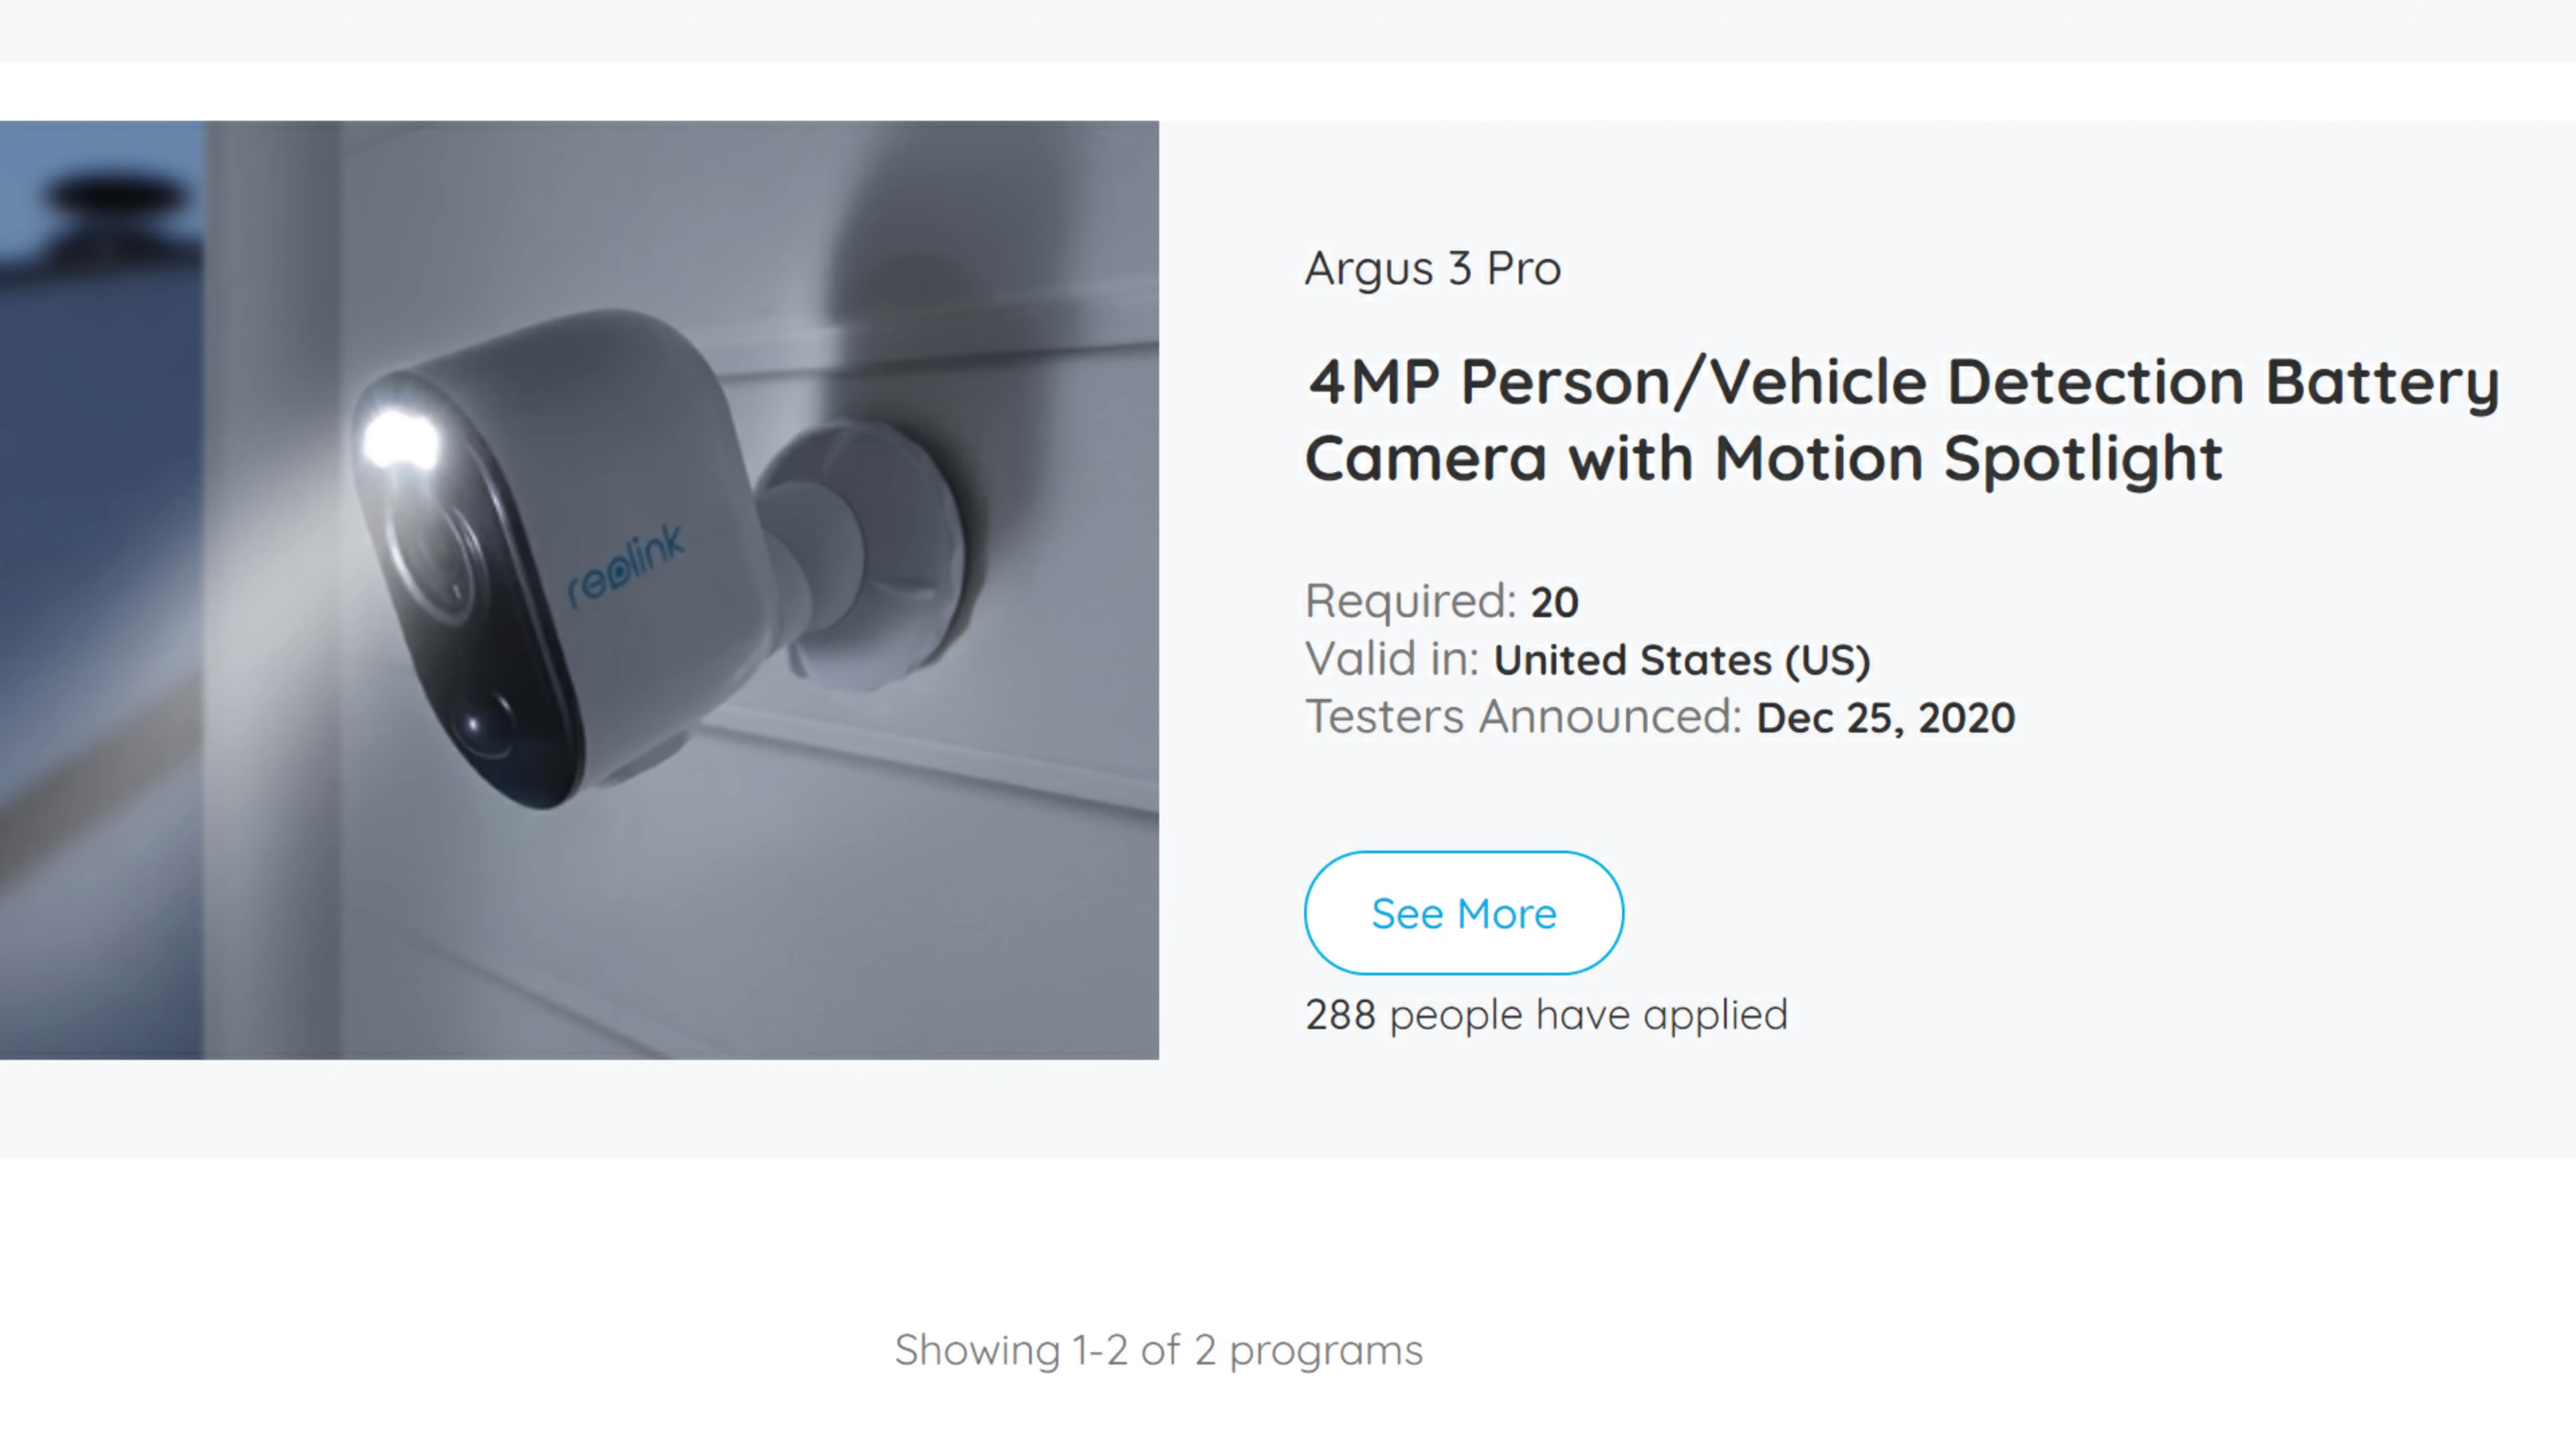 reolink
Argus 3 Pro
4MP Person/Vehicle Detection Battery
Camera with Motion Spotlight
Required: 20
Valid in: United States (US)
Testers Announced: Dec 25, 2020
See More
288 people have applied
Showing 1-2 of 2 programs